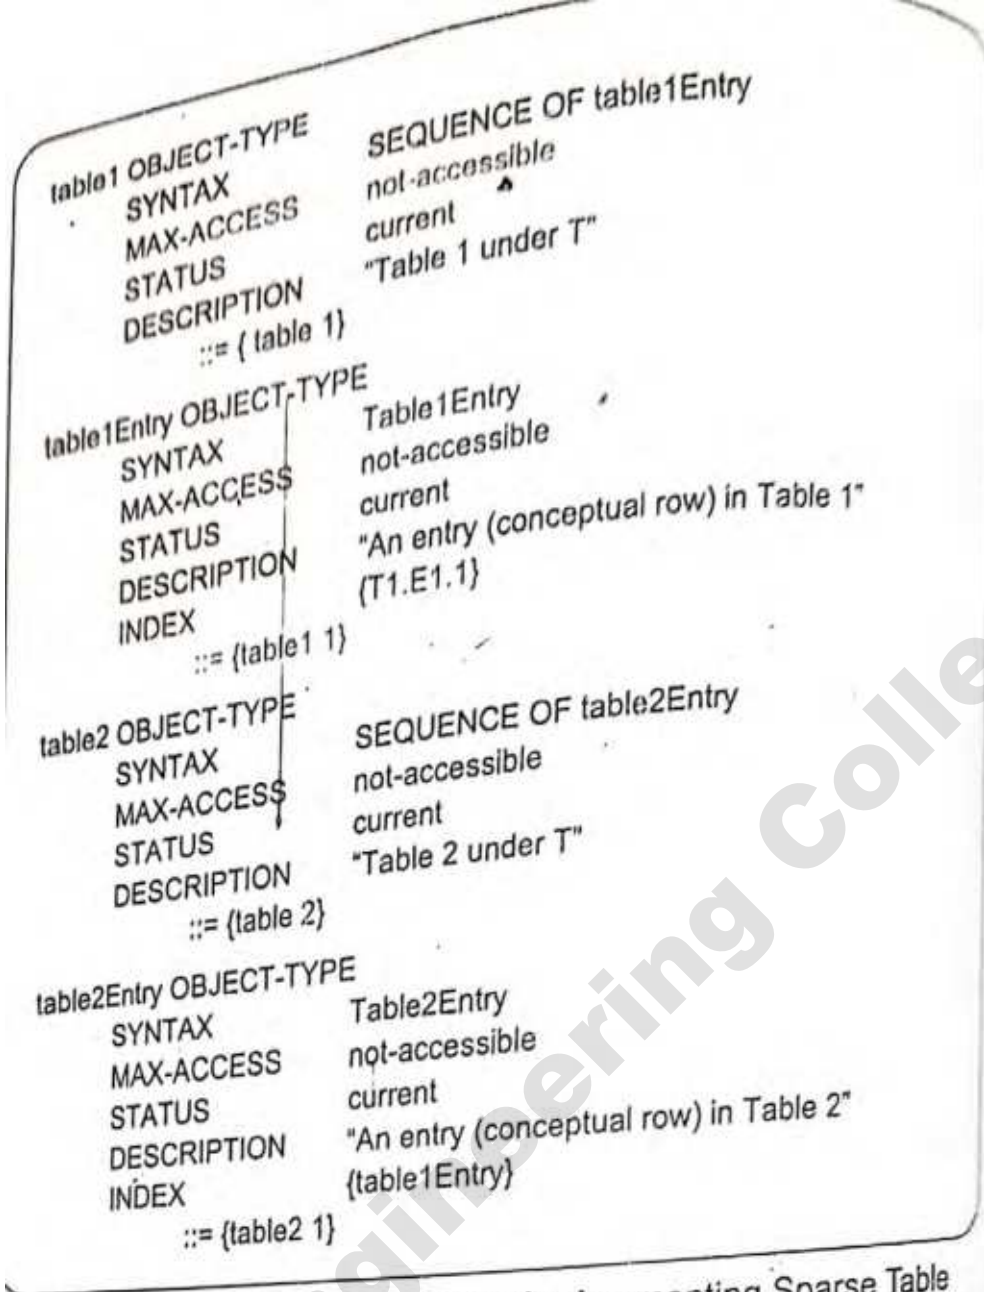 table1 OBJECT-TYPE
SYNTAX SEQUENCE OF table1Entry
MAX-ACCESS not-accessible
STATUS current
DESCRIPTION "Table 1 under T"
::= { table 1}
table1Entry OBJECT-TYPE
SYNTAX Table1Entry
MAX-ACCESS not-accessible
STATUS current
DESCRIPTION "An entry (conceptual row) in Table 1"
INDEX {T1.E1.1}
::= {table1 1}
table2 OBJECT-TYPE
SYNTAX SEQUENCE OF table2Entry
MAX-ACCESS not-accessible
STATUS current
DESCRIPTION "Table 2 under T"
::= {table 2}
table2Entry OBJECT-TYPE
SYNTAX Table2Entry
MAX-ACCESS not-accessible
STATUS current
DESCRIPTION "An entry (conceptual row) in Table 2"
INDEX {table1Entry}
::= {table2 1}
Sparse Table